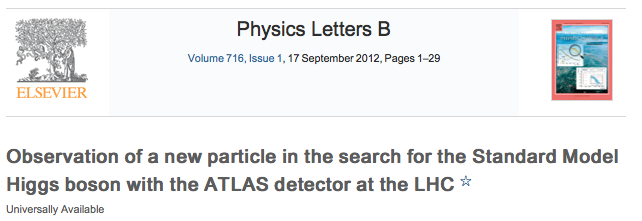 Physics Letters B
Volume 716, Issue 1, 17 September 2012, Pages 1–29
ELSEVIER
Observation of a new particle in the search for the Standard Model
Higgs boson with the ATLAS detector at the LHC ☆
Universally Available